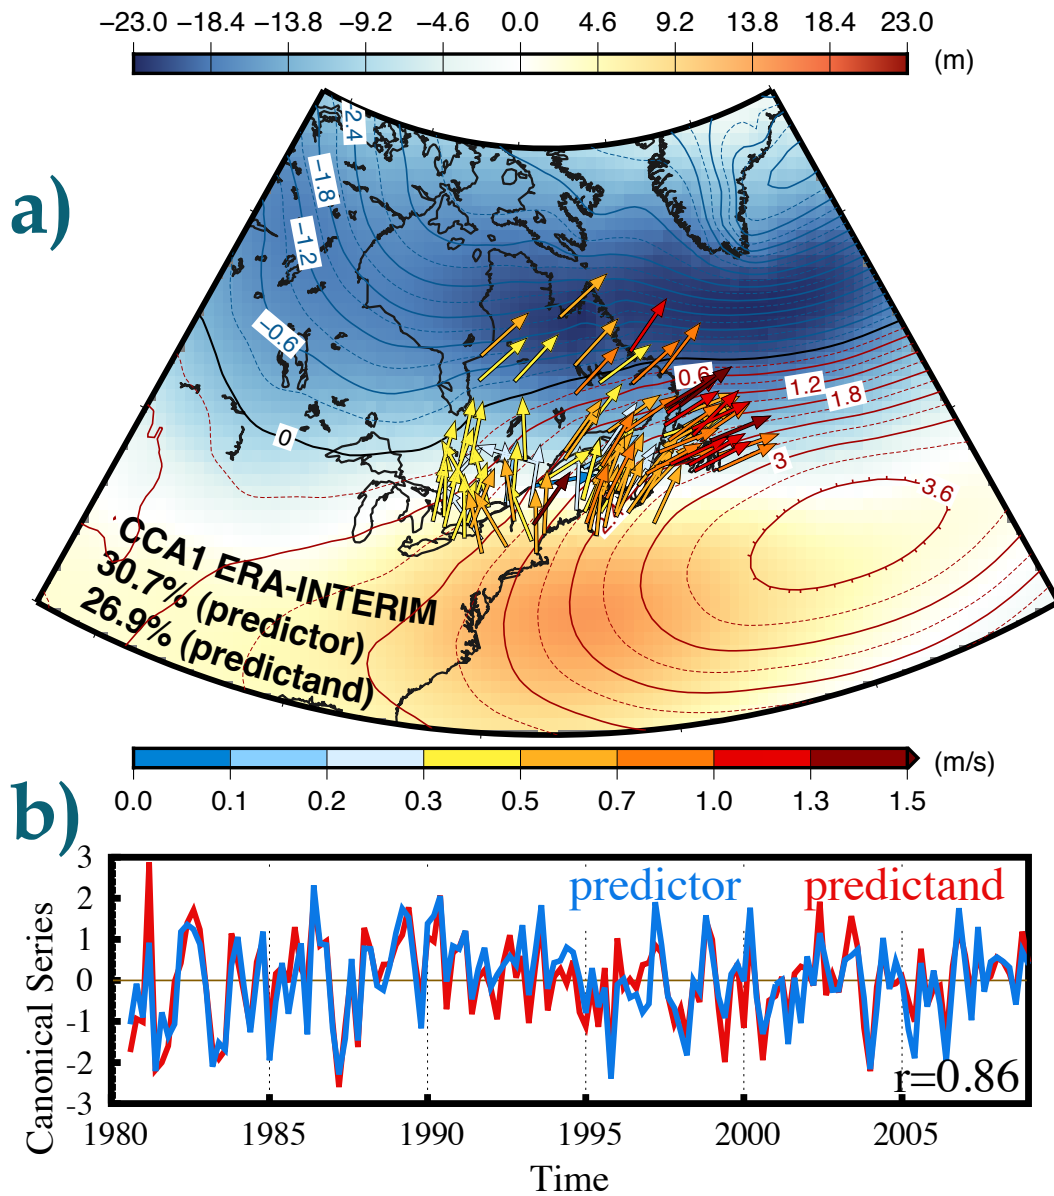 −23.0 −18.4 −13.8 −9.2 −4.6 0.0 4.6 9.2 13.8 18.4 23.0
(m)
a)
−2.4
−1.8
−1.2
−0.6
0
0.6
1.2
1.8
3
3.6
CCA1 ERA-INTERIM
30.7% (predictor)
26.9% (predictand)
(m/s)
0.0 0.1 0.2 0.3 0.5 0.7 1.0 1.3 1.5
b)
predictor predictand
Canonical Series
3
2
1
0
-1
-2
-3
r=0.86
1980 1985 1990 1995 2000 2005
Time